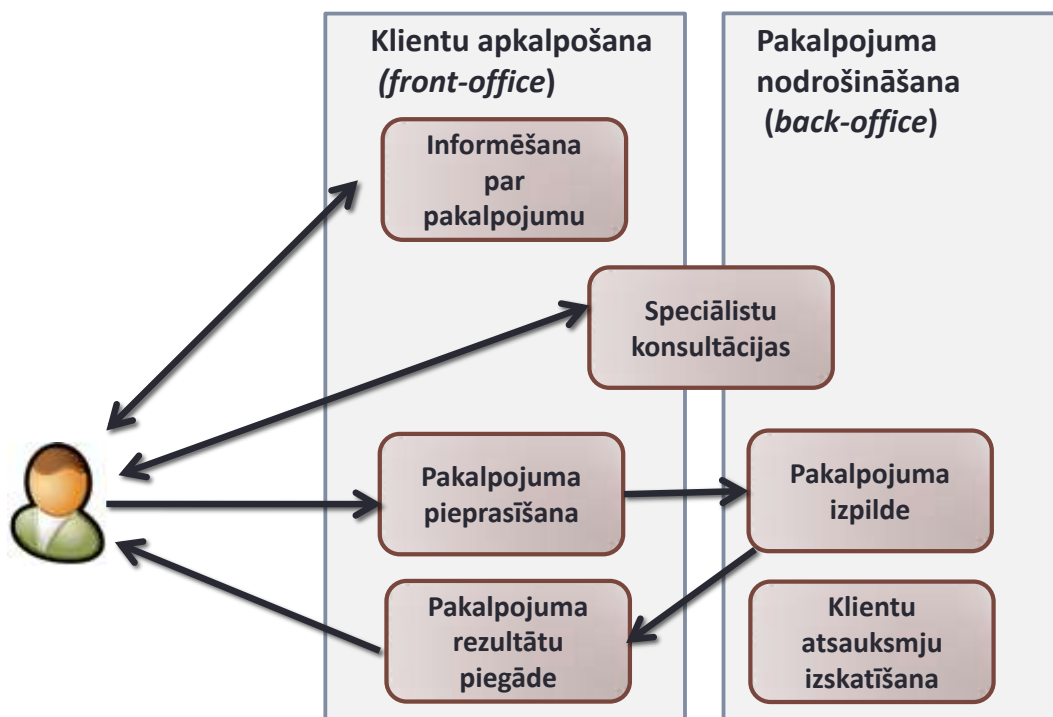 Klientu apkalpošana
(front-office)
Pakalpojuma
nodrošināšana
(back-office)
Informēšana
par
pakalpojumu
Speciālistu
konsultācijas
Pakalpojuma
pieprasīšana
Pakalpojuma
izpilde
Pakalpojuma
rezultātu
piegāde
Klientu
atsauksmju
izskatīšana